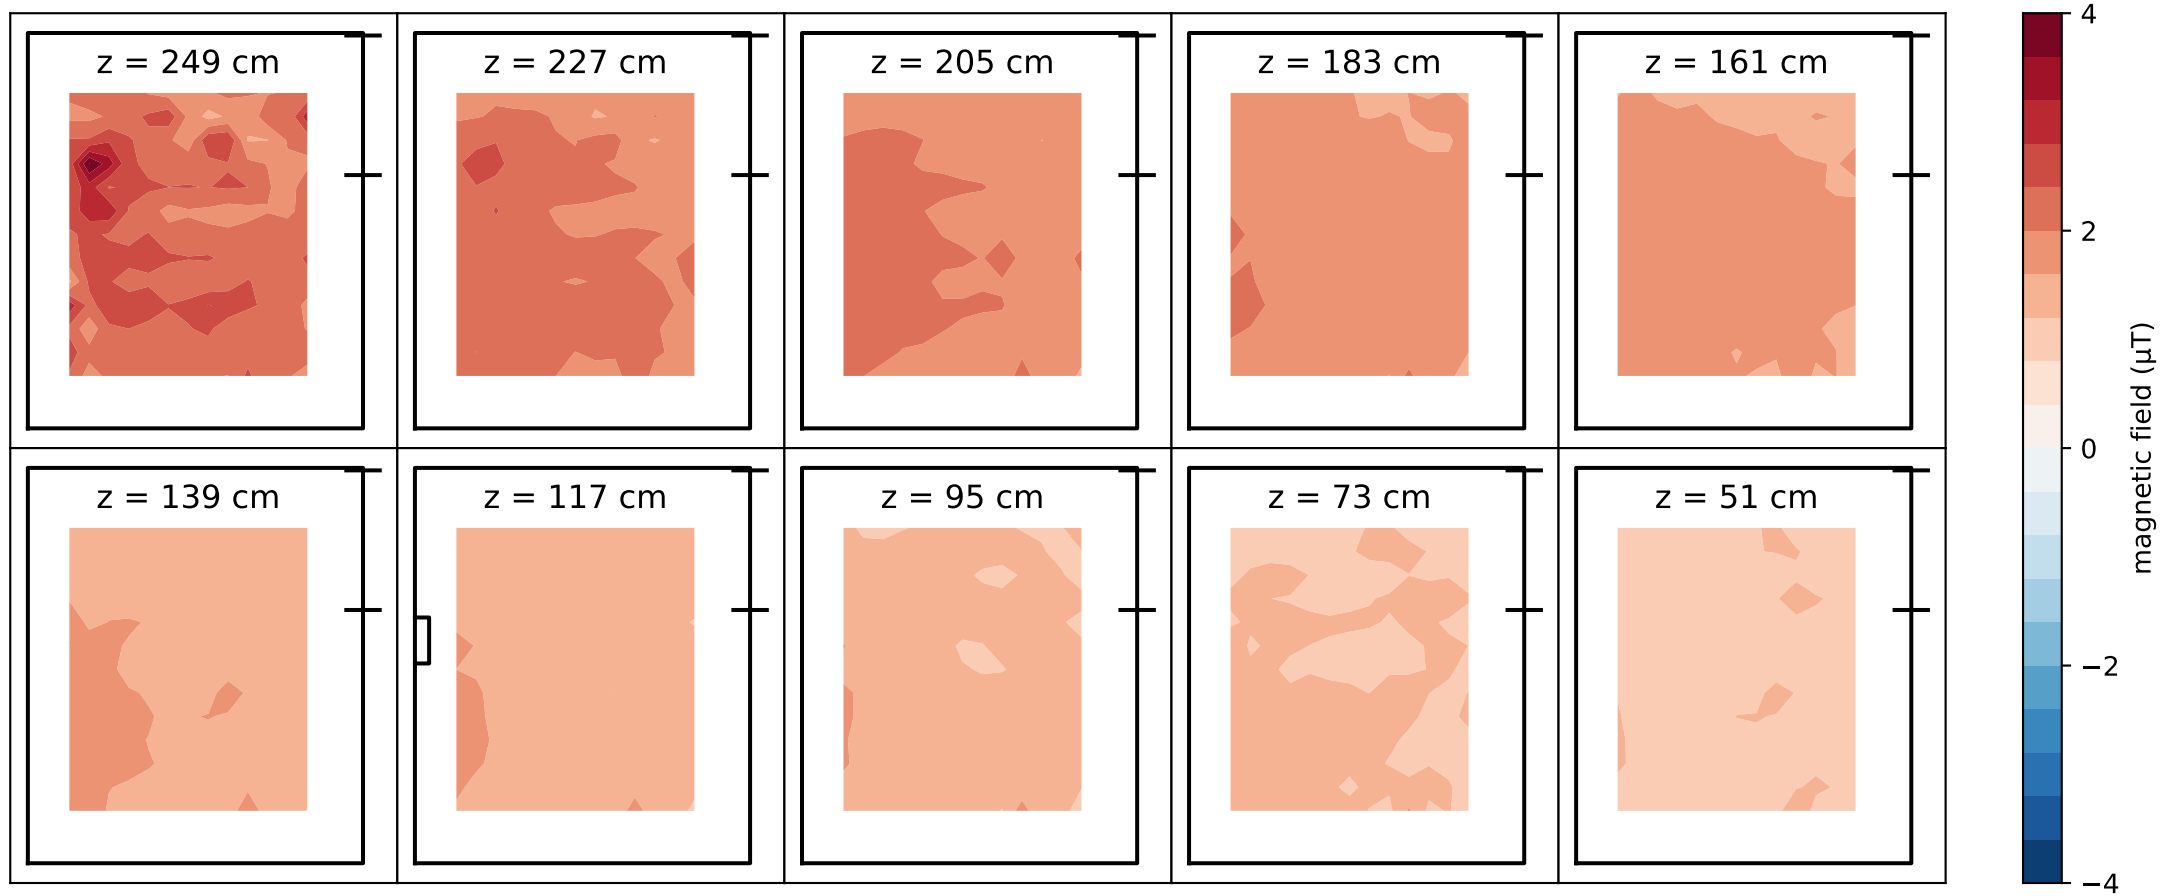 z = 249 cm
z = 227 cm
z = 205 cm
z = 183 cm
z = 161 cm
z = 139 cm
z = 117 cm
z = 95 cm
z = 73 cm
z = 51 cm
4
2
0
−2
−4
magnetic field (µT)